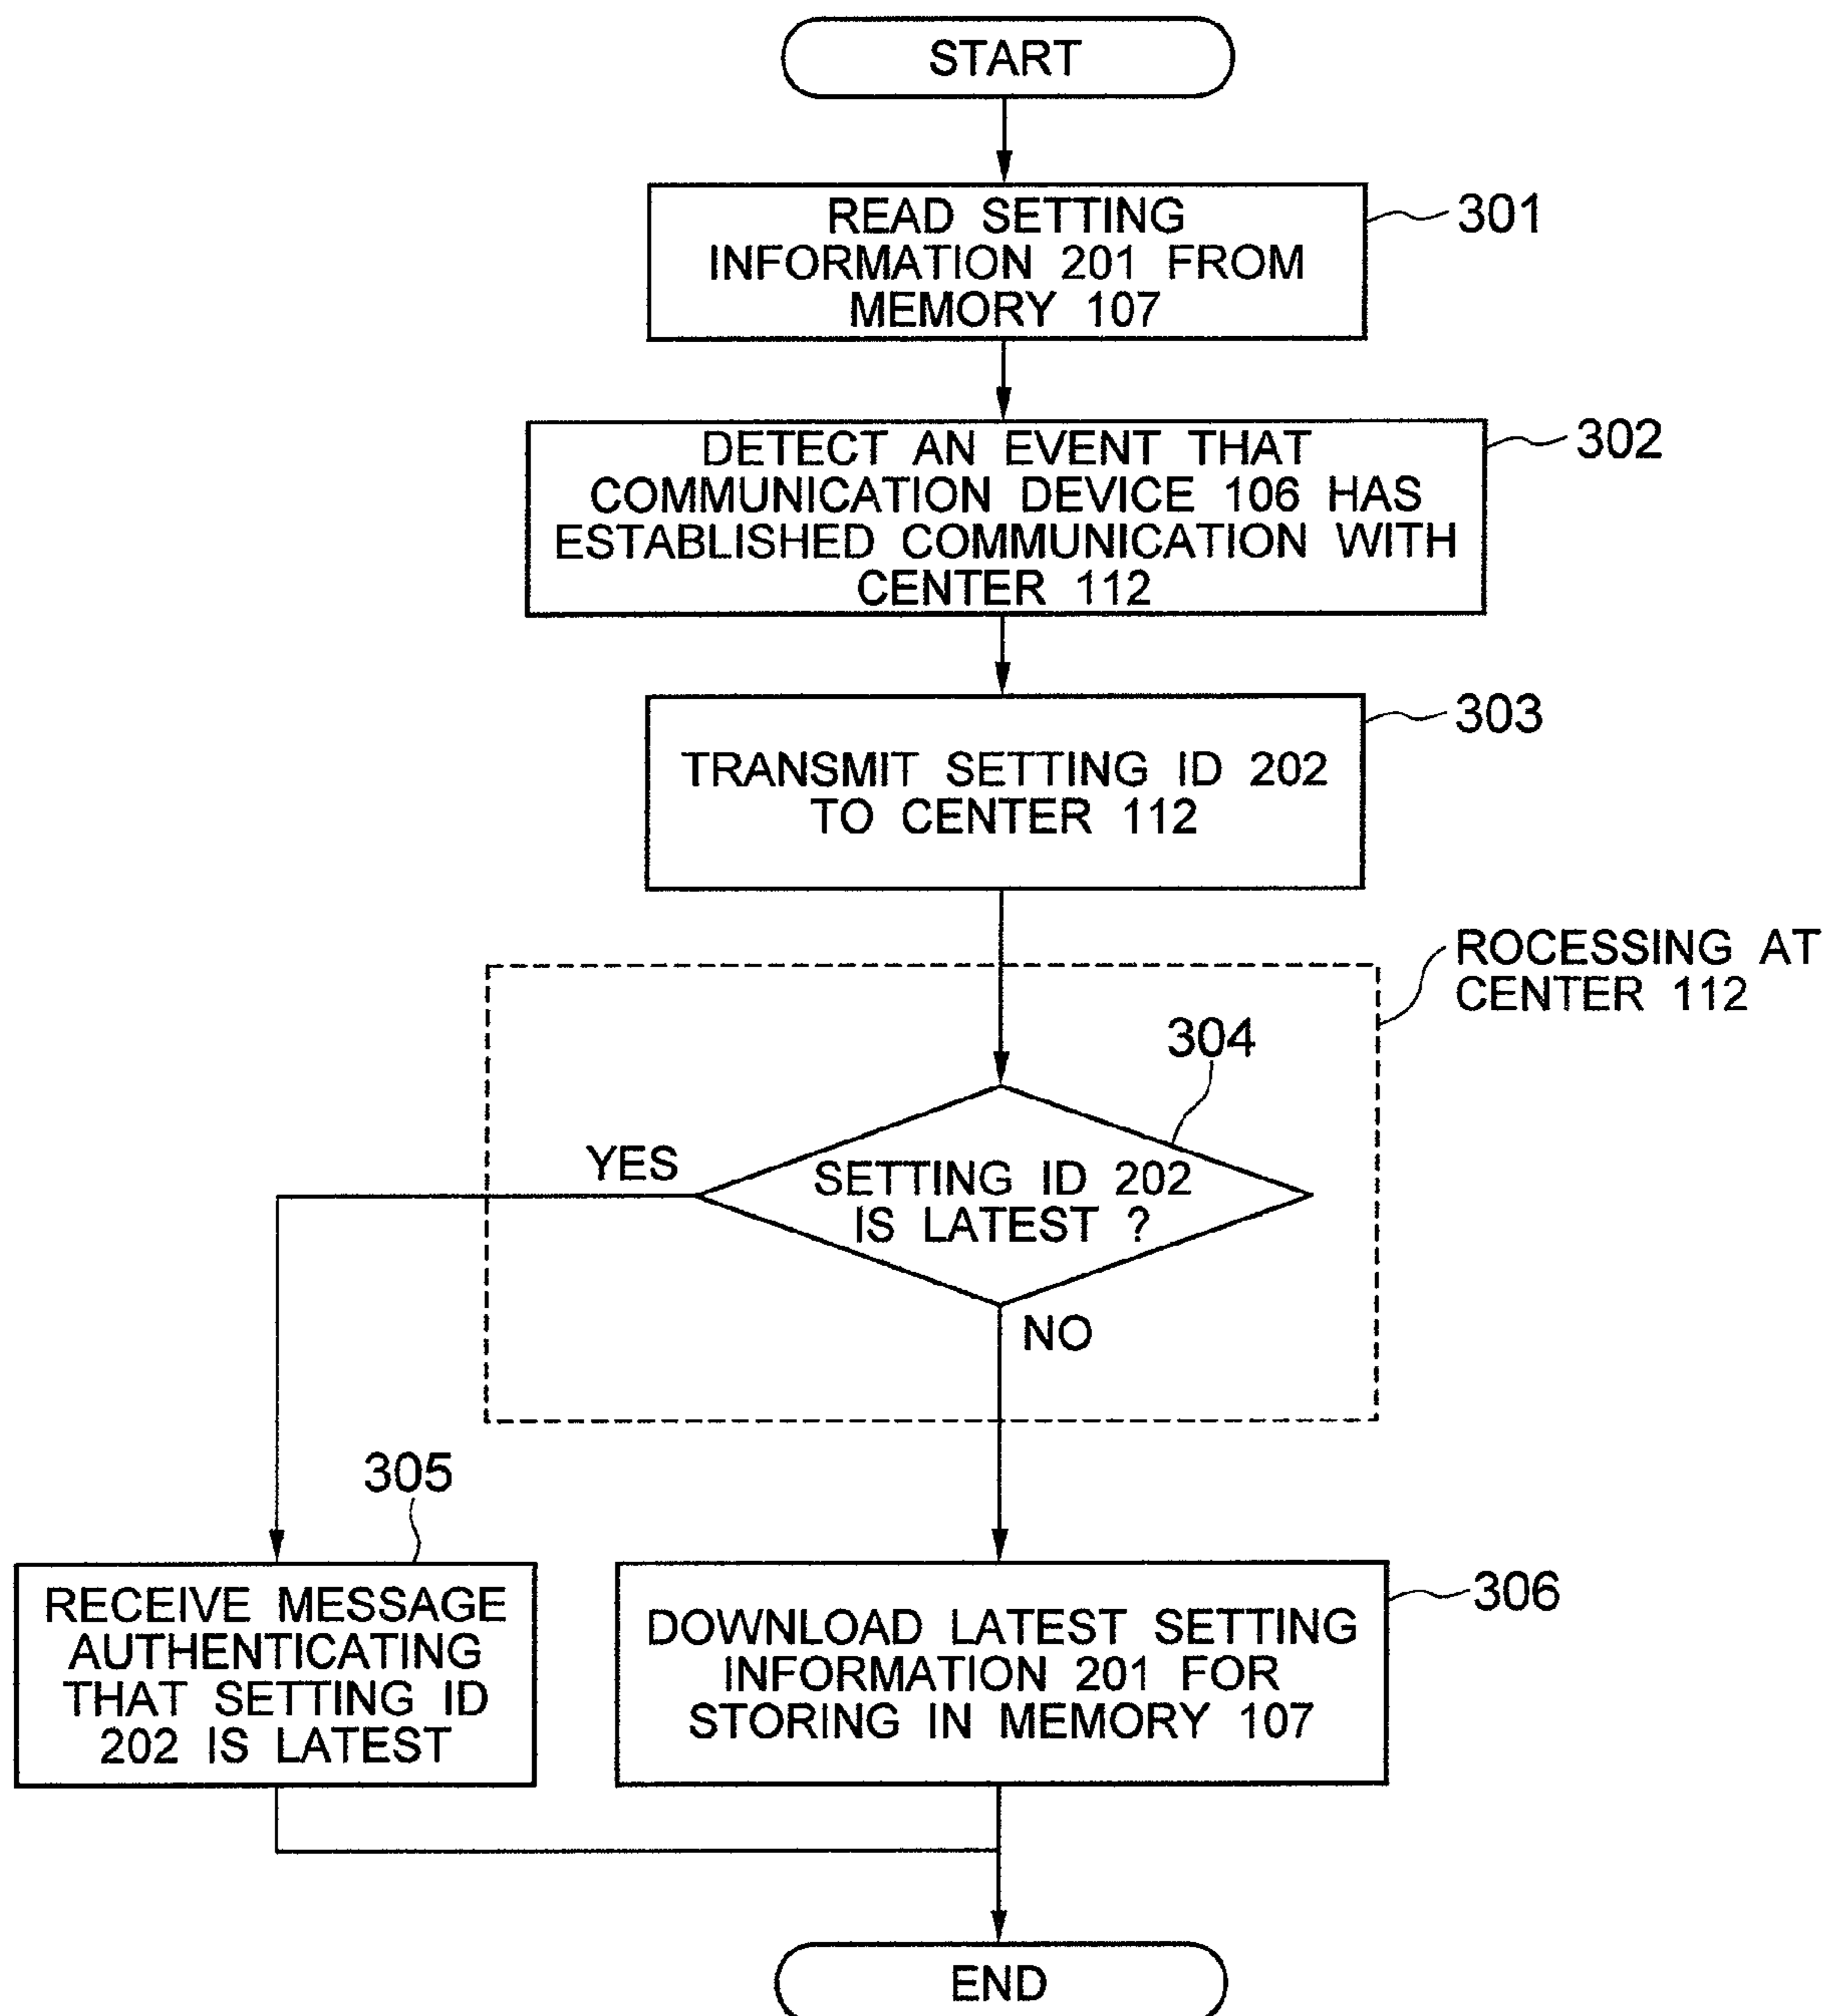 START
READ SETTING
INFORMATION 201 FROM
MEMORY 107
301
DETECT AN EVENT THAT
COMMUNICATION DEVICE 106 HAS
ESTABLISHED COMMUNICATION WITH
CENTER 112
302
TRANSMIT SETTING ID 202
TO CENTER 112
303
ROCESSING AT
CENTER 112
304
SETTING ID 202
IS LATEST ?
YES
NO
305
RECEIVE MESSAGE
AUTHENTICATING
THAT SETTING ID
202 IS LATEST
306
DOWNLOAD LATEST SETTING
INFORMATION 201 FOR
STORING IN MEMORY 107
END